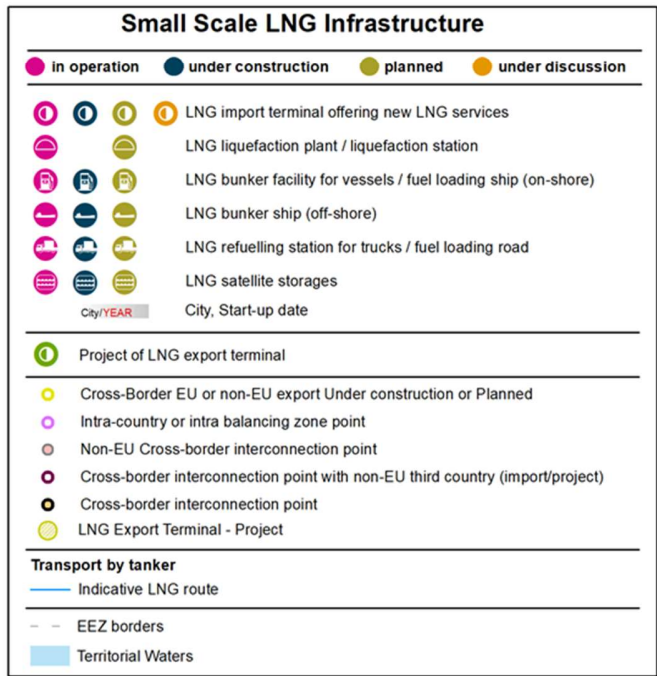 Small Scale LNG Infrastructure
in operation under construction planned under discussion
LNG import terminal offering new LNG services
LNG liquefaction plant / liquefaction station
LNG bunker facility for vessels / fuel loading ship (on-shore)
LNG bunker ship (off-shore)
LNG refuelling station for trucks / fuel loading road
LNG satellite storages
City/YEAR City, Start-up date
Project of LNG export terminal
Cross-Border EU or non-EU export Under construction or Planned
Intra-country or intra balancing zone point
Non-EU Cross-border interconnection point
Cross-border interconnection point with non-EU third country (import/project)
Cross-border interconnection point
LNG Export Terminal - Project
Transport by tanker
Indicative LNG route
EEZ borders
Territorial Waters